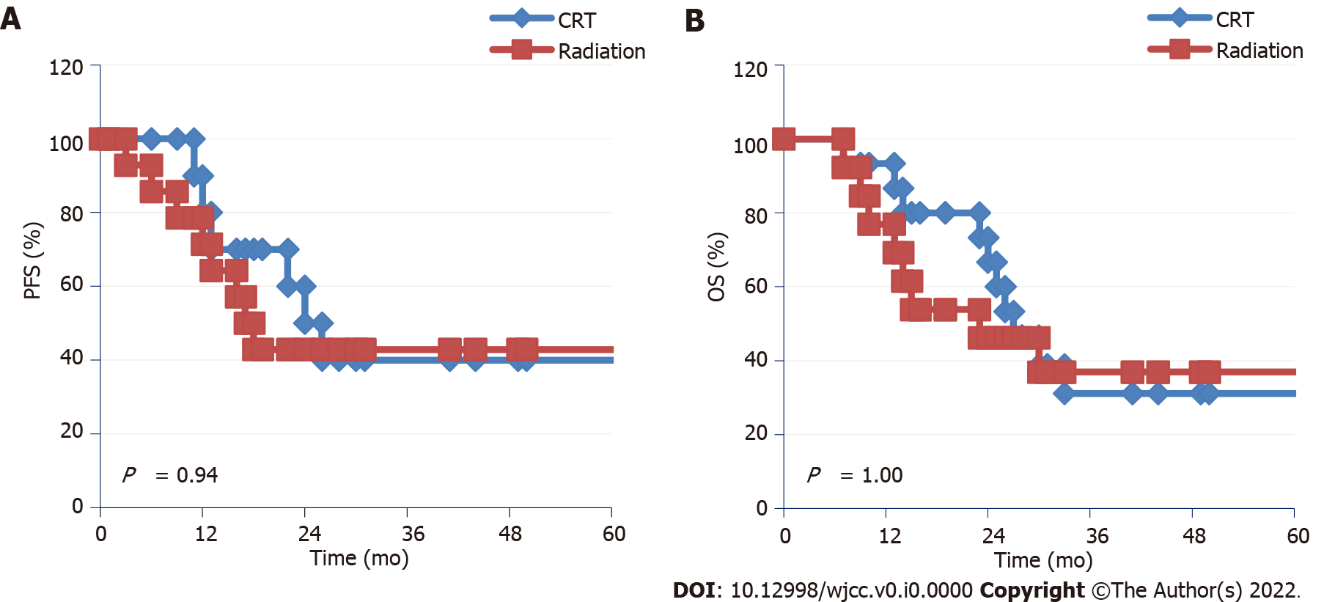 A
CRT
Radiation
120
100
80
60
40
20
0
PFS (%)
P = 0.94
0 12 24 36 48 60
Time (mo)
B
CRT
Radiation
120
100
80
60
40
20
0
OS (%)
P = 1.00
0 12 24 36 48 60
Time (mo)
DOI: 10.12998/wjcc.v0.i0.0000 Copyright ©The Author(s) 2022.